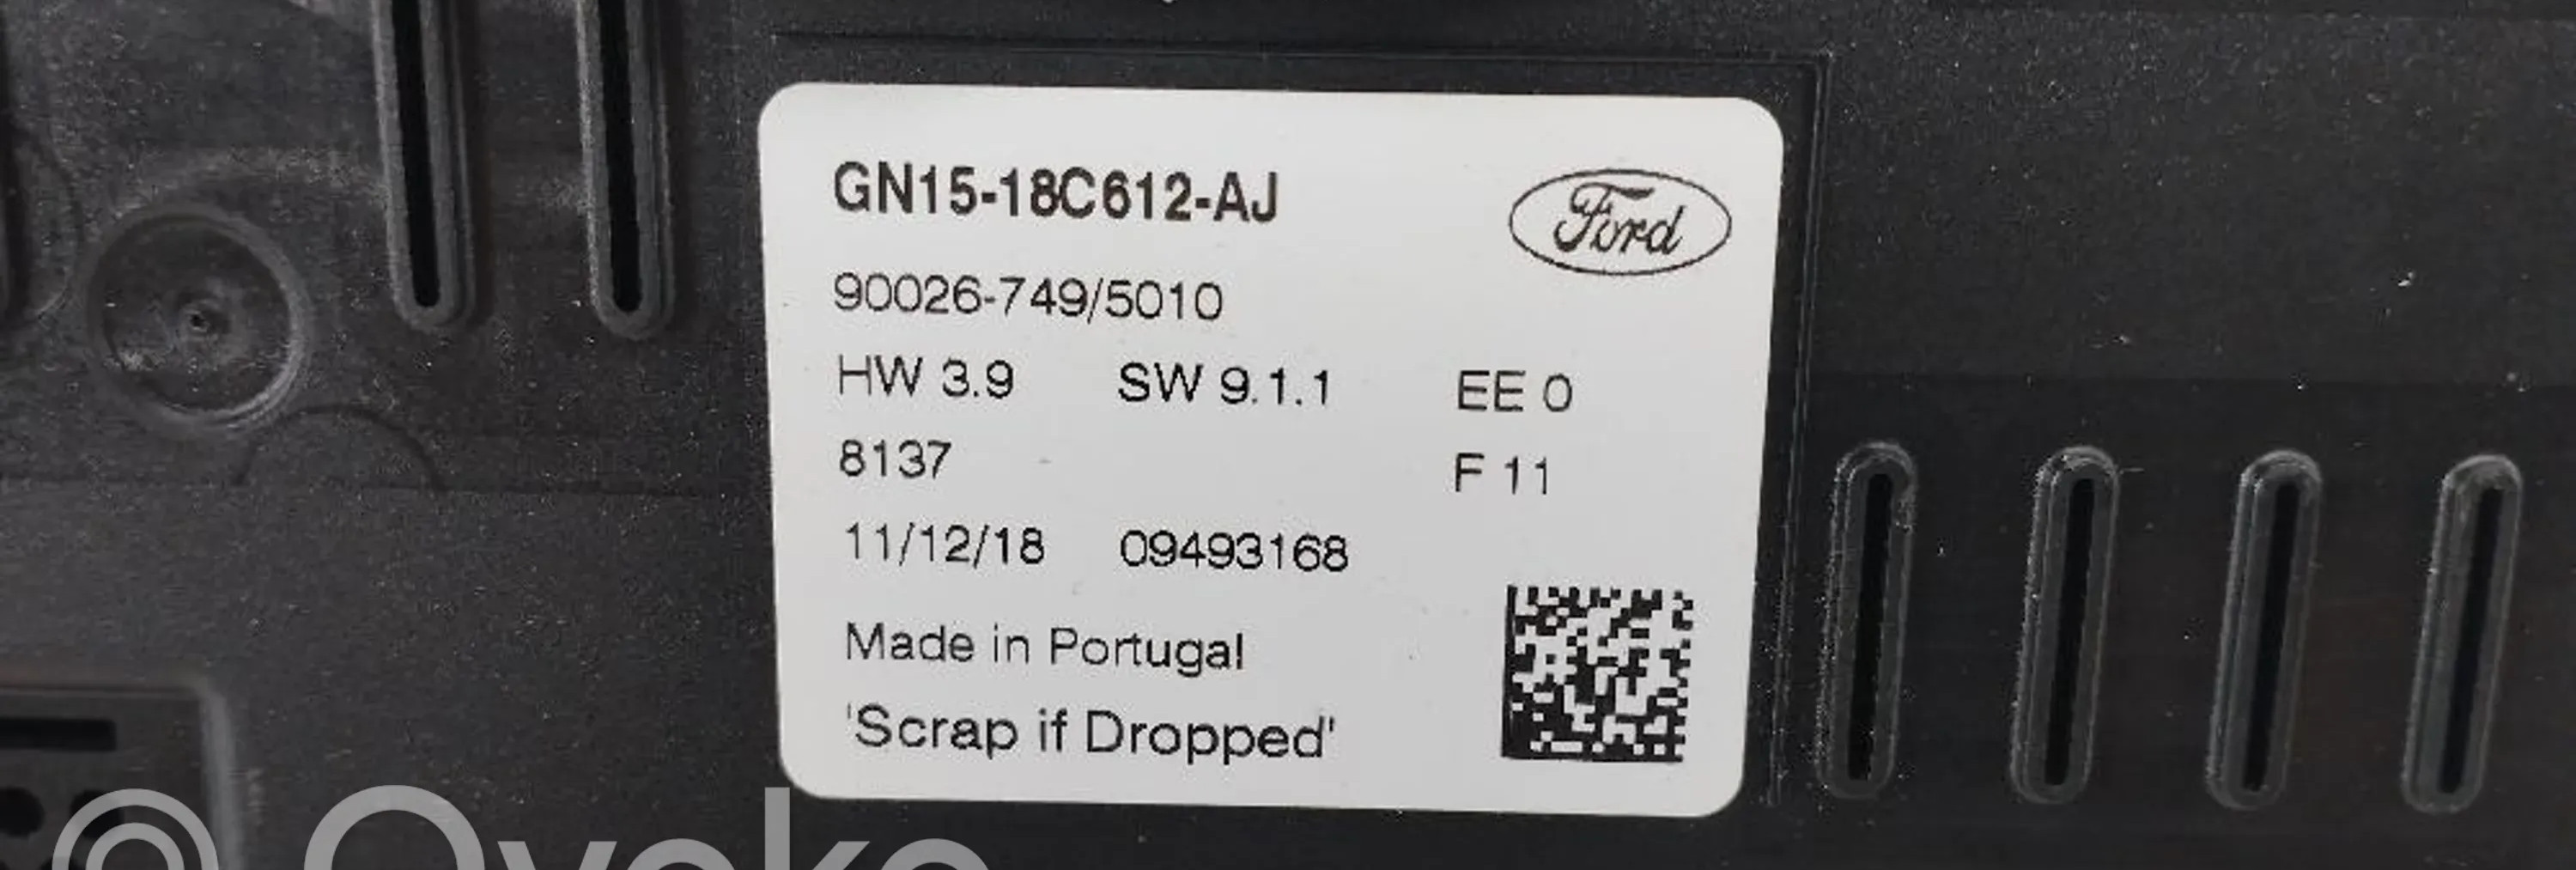 GN15-18C612-AJ
Ford
90026-749/5010
HW 3.9 SW 9.1.1 EE 0
8137 F 11
11/12/18 09493168
Made in Portugal
'Scrap if Dropped'
Ovoko